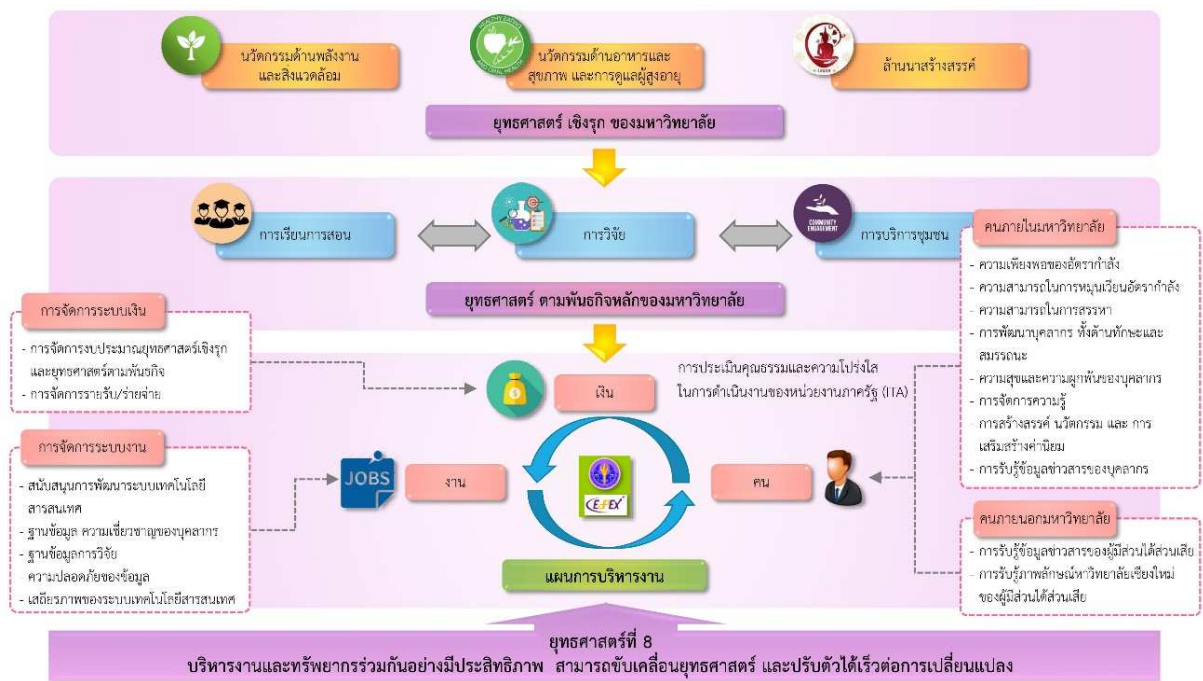 นวัตกรรมด้านพลังงาน
และสิ่งแวดล้อม
HEALTHY EATING
NATURAL HEALTH
นวัตกรรมด้านอาหารและ
สุขภาพ และการดูแลผู้สูงอายุ
ล้านนาสร้างสรรค์
ยุทธศาสตร์ เชิงรุก ของมหาวิทยาลัย
การเรียนการสอน
การวิจัย
COMMUNITY
ENGAGEMENT
การบริการชุมชน
ยุทธศาสตร์ ตามพันธกิจหลักของมหาวิทยาลัย
การจัดการระบบเงิน
- การจัดการงบประมาณยุทธศาสตร์เชิงรุก
และยุทธศาสตร์ตามพันธกิจ
- การจัดการรายรับ/ร่ายจ่าย
การจัดการระบบงาน
- สนับสนุนการพัฒนาระบบเทคโนโลยี
สารสนเทศ
- ฐานข้อมูล ความเชี่ยวชาญของบุคลากร
- ฐานข้อมูลการวิจัย
ความปลอดภัยของข้อมูล
- เสถียรภาพของระบบเทคโนโลยีสารสนเทศ
เงิน
การประเมินคุณธรรมและความโปร่งใส
ในการดำเนินงานของหน่วยงานภาครัฐ (ITA)
JOBS
งาน
คน
แผนการบริหารงาน
คนภายในมหาวิทยาลัย
- ความเพียงพอของอัตรากำลัง
- ความสามารถในการหมุนเวียนอัตรากำลัง
- ความสามารถในการสรรหา
- การพัฒนาบุคลากร ทั้งด้านทักษะและ
สมรรถนะ
- ความสุขและความผูกพันของบุคลากร
- การจัดการความรู้
- การสร้างสรรค์ นวัตกรรม และ การ
เสริมสร้างค่านิยม
- การรับรู้ข้อมูลข่าวสารของบุคลากร
คนภายนอกมหาวิทยาลัย
- การรับรู้ข้อมูลข่าวสารของผู้มีส่วนได้ส่วนเสีย
- การรับรู้ภาพลักษณ์หาวิทยาลัยเชียงใหม่
ของผู้มีส่วนได้ส่วนเสีย
ยุทธศาสตร์ที่ 8
บริหารงานและทรัพยากรร่วมกันอย่างมีประสิทธิภาพ สามารถขับเคลื่อนยุทธศาสตร์ และปรับตัวได้เร็วต่อการเปลี่ยนแปลง